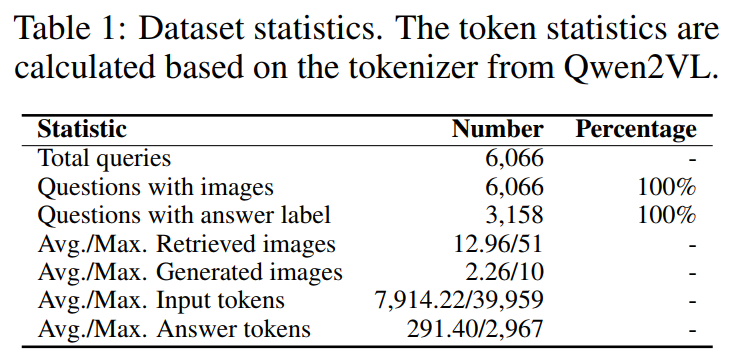 Table 1: Dataset statistics. The token statistics are
calculated based on the tokenizer from Qwen2VL.
Statistic Number Percentage
Total queries 6,066 -
Questions with images 6,066 100%
Questions with answer label 3,158 100%
Avg./Max. Retrieved images 12.96/51 -
Avg./Max. Generated images 2.26/10 -
Avg./Max. Input tokens 7,914.22/39,959 -
Avg./Max. Answer tokens 291.40/2,967 -